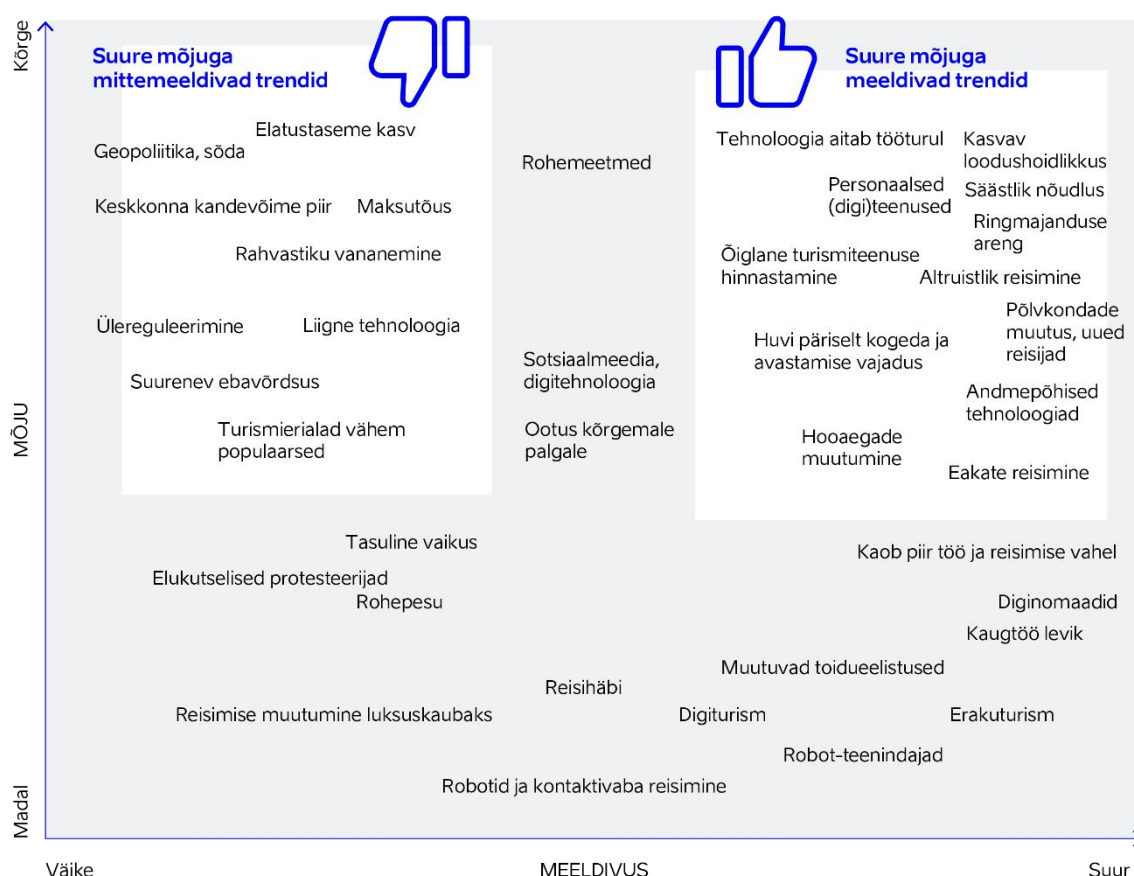 Kõrge
Suure mõjuga
mittemeeldivad trendid
Suure mõjuga
meeldivad trendid
Elatustaseme kasv
Geopoliitika, sõda
Keskkonna kandevõime piir
Maksutõus
Rahvastiku vananemine
Ülereguleerimine
Liigne tehnoloogia
Suurenev ebavõrdsus
Turismierialad vähem
populaarsed
Rohemeetmed
Sotsiaalmeedia,
digitehnoloogia
Ootus kõrgemale
palgale
Tehnoloogia aitab tööturul
Kasvav
loodushoidlikkus
Personaalsed
(digi)teenused
Säästlik nõudlus
Ringmajanduse
areng
Õiglane turismiteenuse
hinnastamine
Altruistlik reisimine
Põlvkondade
muutus, uued
reisijad
Huvi päriselt kogeda ja
avastamise vajadus
Andmepõhised
tehnoloogiad
Hooaegade
muutumine
Eakate reisimine
MÕJU
Tasuline vaikus
Elukutselised protesteerijad
Rohepesu
Kaob piir töö ja reisimise vahel
Diginomaadid
Kaugtöö levik
Muutuvad toidueelistused
Reisihäbi
Reisimise muutumine luksuskaubaks
Digiturism
Erakuturism
Robot-teenindajad
Robotid ja kontaktivaba reisimine
Madal
Väike
MEELDIVUS
Suur